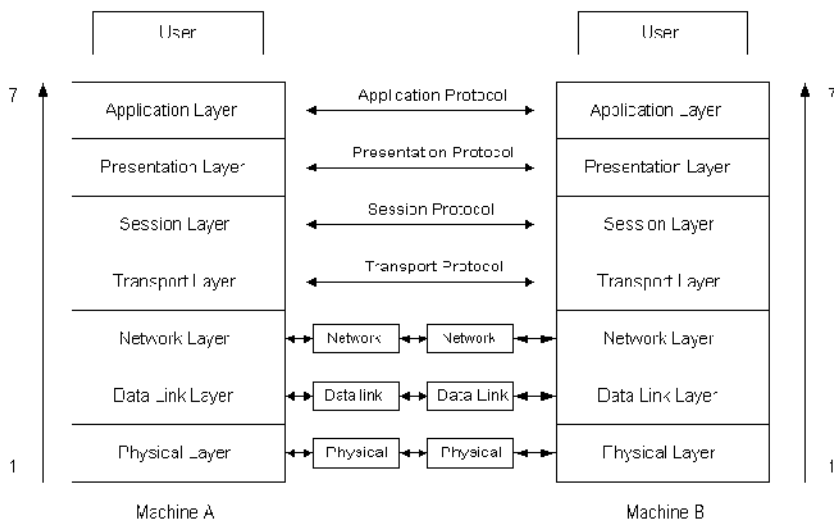 User User
7 Application Layer Application Protocol Application Layer 7
Presentation Layer Presentation Protocol Presentation Layer
Session Layer Session Protocol Session Layer
Transport Layer Transport Protocol Transport Layer
Network Layer Network Network Network Layer
Data Link Layer Data link Data Link Data Link Layer
1 Physical Layer Physical Physical Physical Layer 1
Machine A Machine B